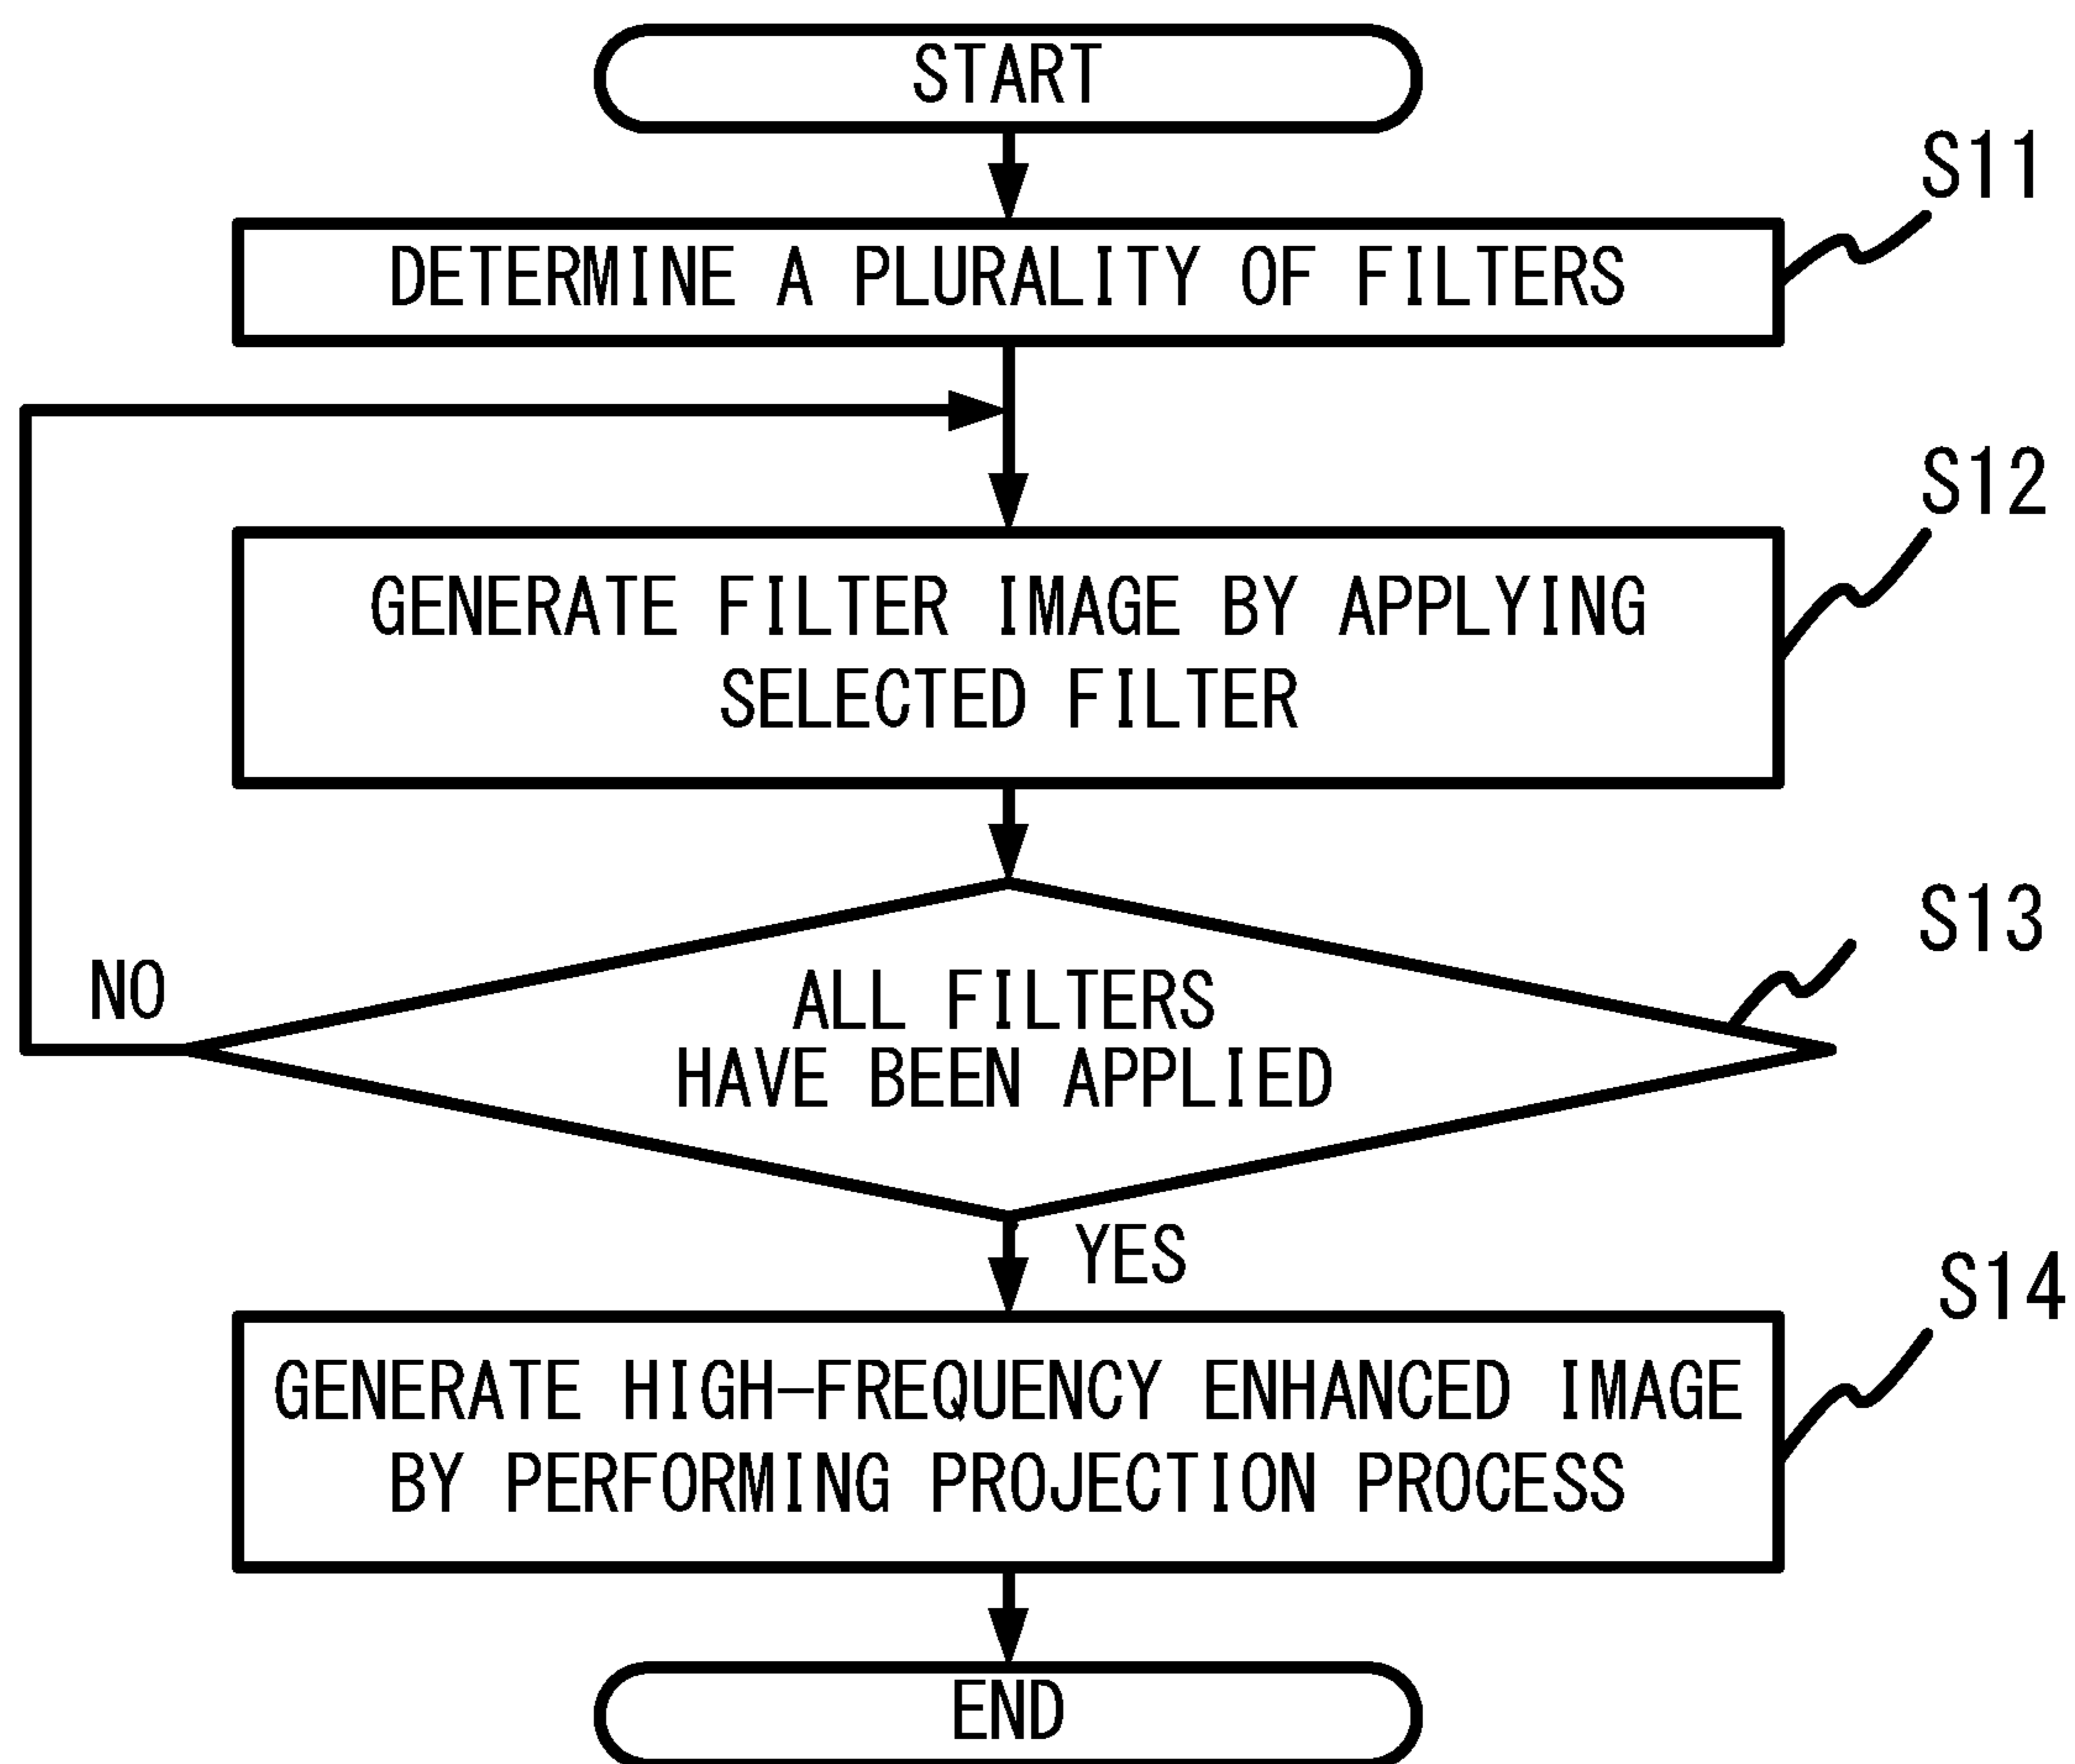 START
S11
DETERMINE A PLURALITY OF FILTERS
S12
GENERATE FILTER IMAGE BY APPLYING
SELECTED FILTER
S13
NO
ALL FILTERS
HAVE BEEN APPLIED
YES
S14
GENERATE HIGH-FREQUENCY ENHANCED IMAGE
BY PERFORMING PROJECTION PROCESS
END